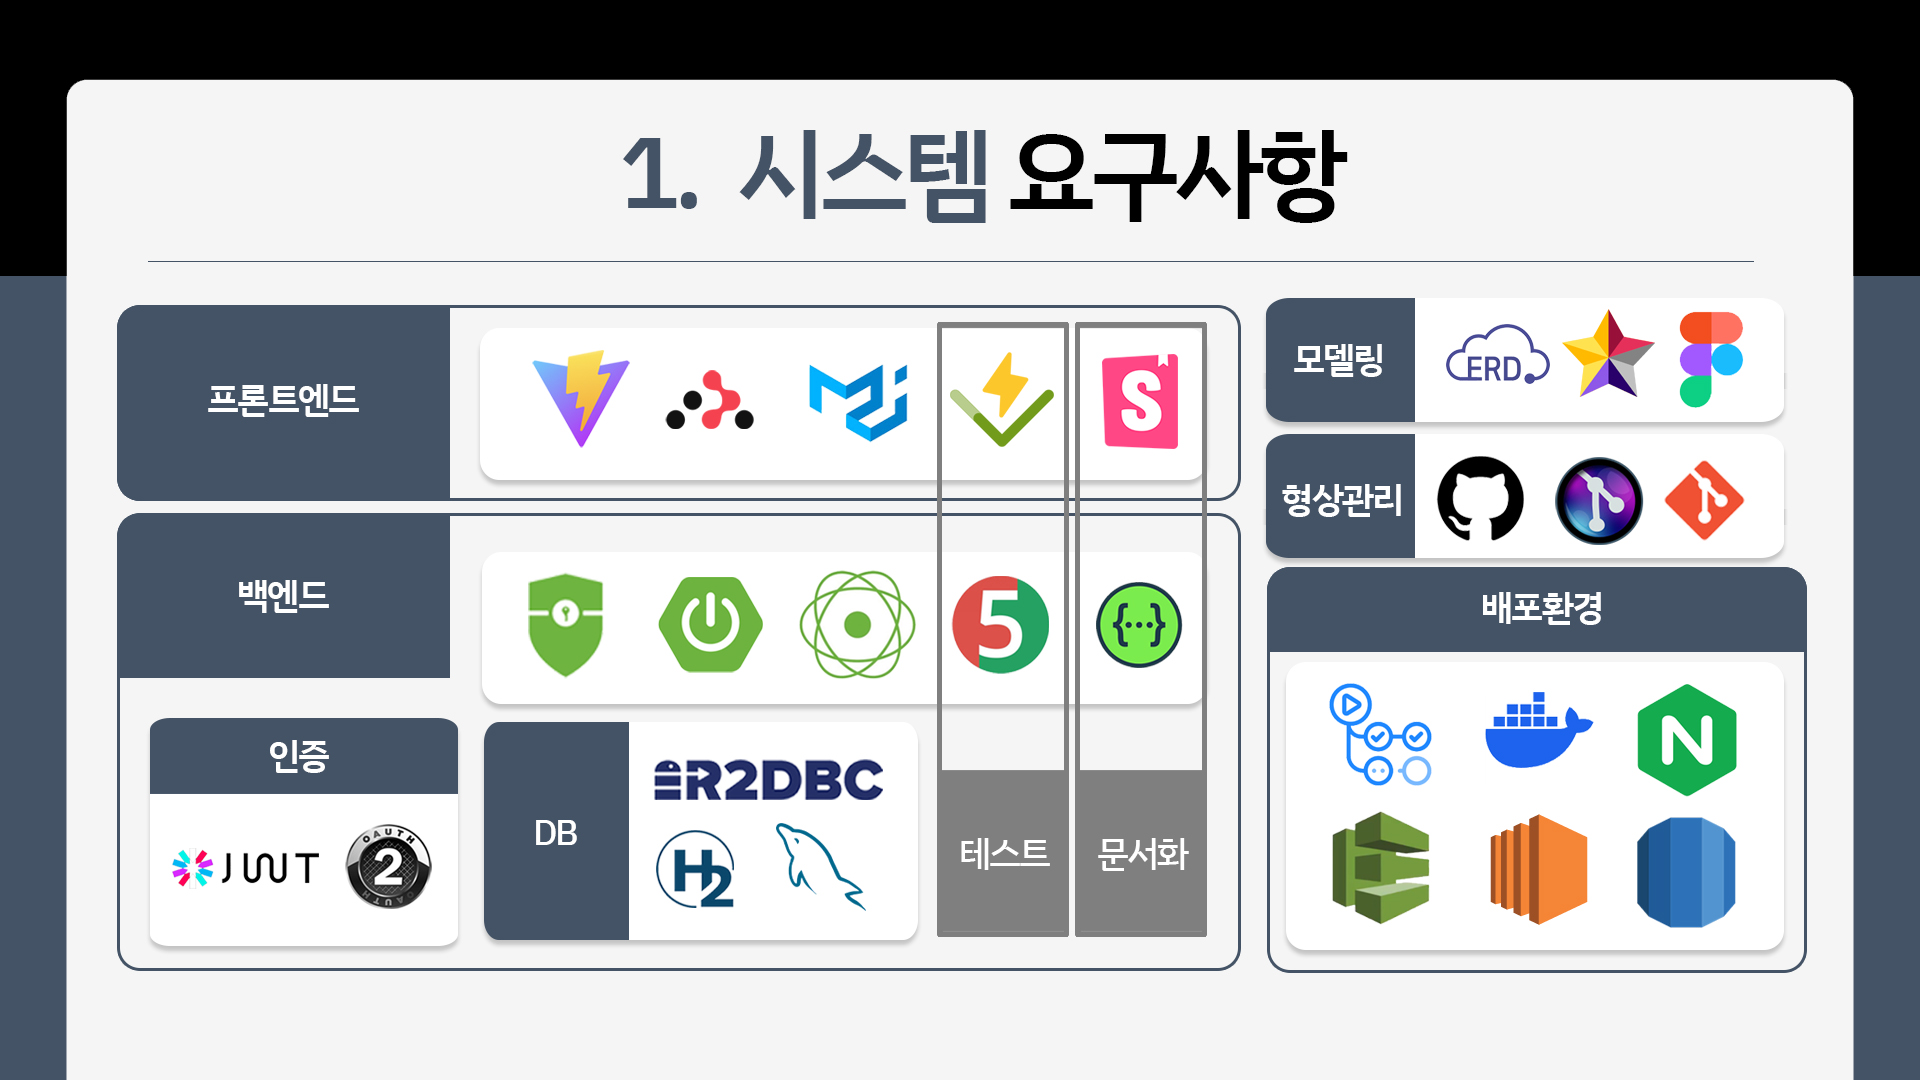 1. 시스템 요구사항
프론트엔드
S
백엔드
5
{···}
인증
JWT
OAUTH
2
OAUTH
DB
R2DBC
H2
테스트
문서화
모델링
ERD
형상관리
배포환경
N